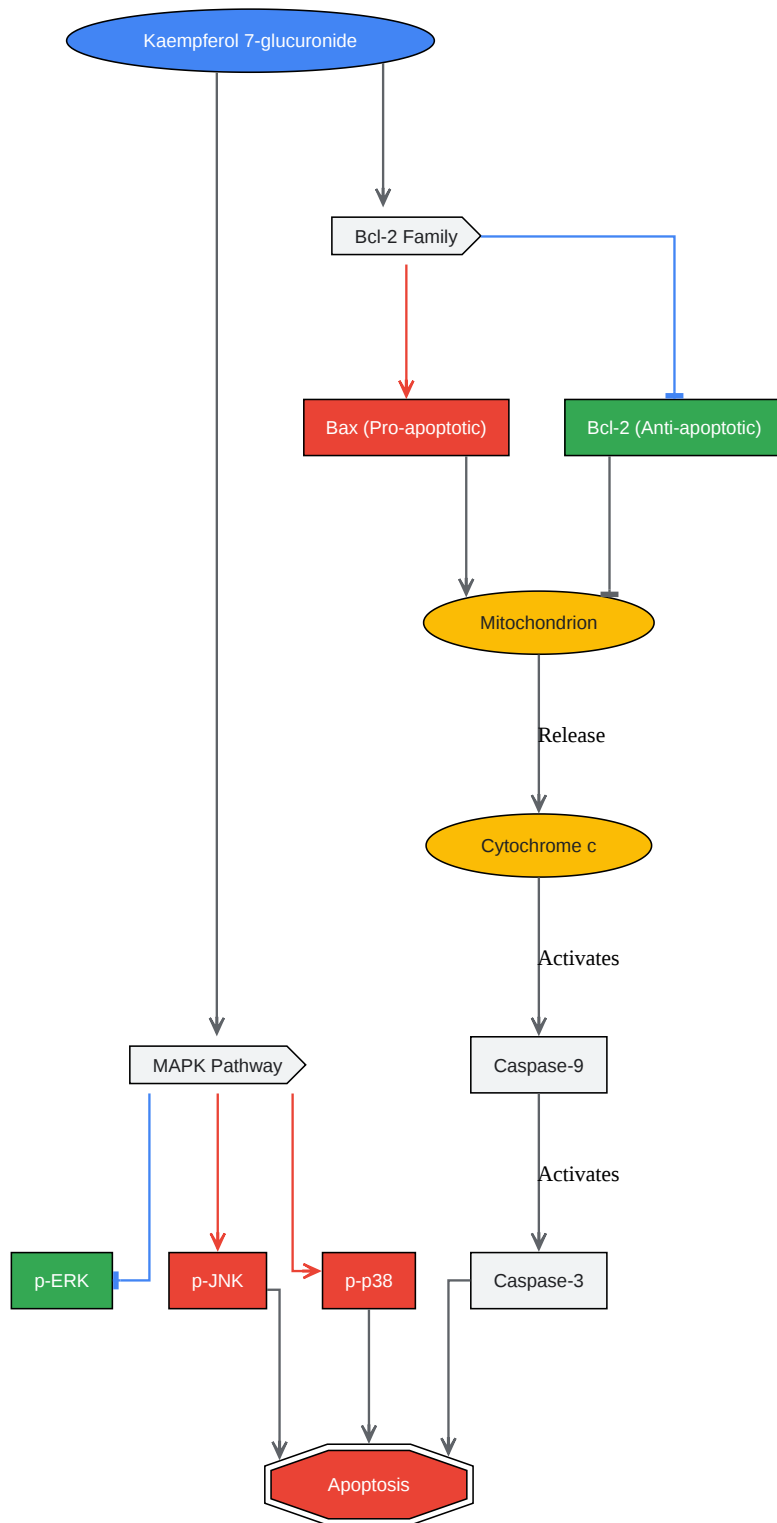 Kaempferol 7-glucuronide
Bcl-2 Family
Bax (Pro-apoptotic)
Bcl-2 (Anti-apoptotic)
Mitochondrion
Release
Cytochrome c
Activates
MAPK Pathway
Caspase-9
Activates
p-ERK
p-JNK
p-p38
Caspase-3
Apoptosis